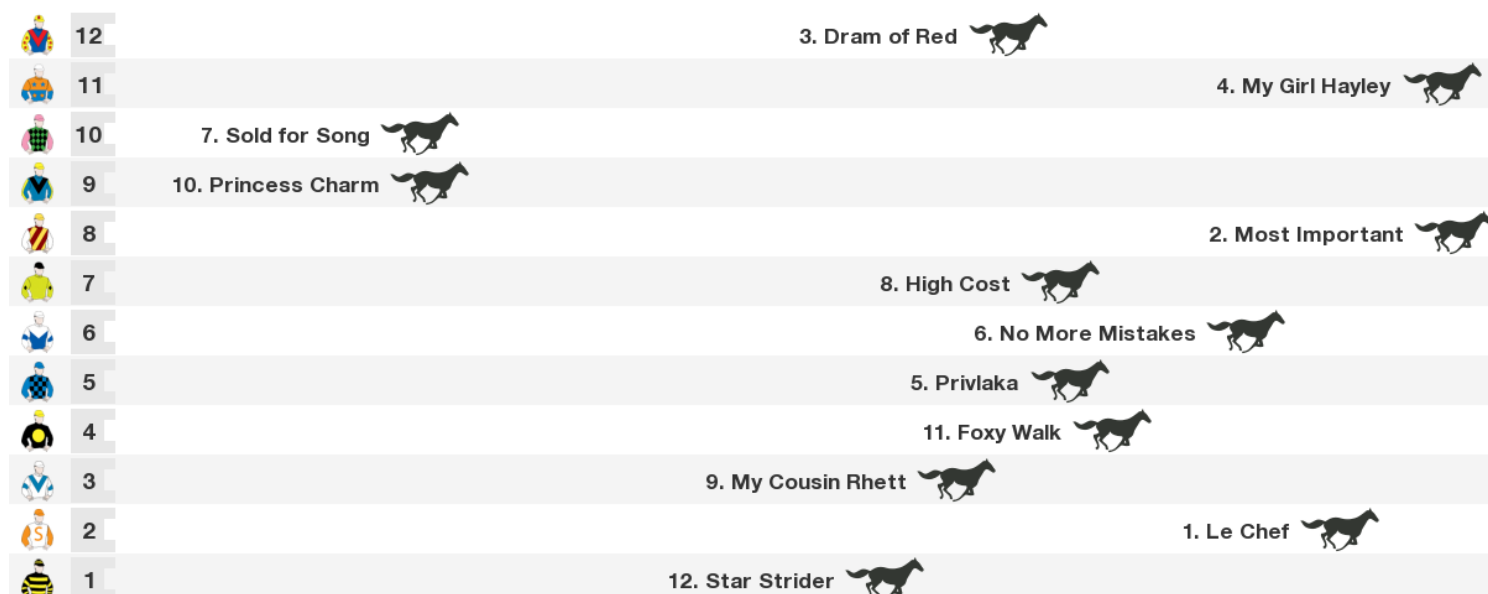 12 3. Dram of Red
11 4. My Girl Hayley
10 7. Sold for Song
9 10. Princess Charm
8 2. Most Important
7 8. High Cost
6 6. No More Mistakes
5 5. Privlaka
4 11. Foxy Walk
3 9. My Cousin Rhett
S 2 1. Le Chef
1 12. Star Strider